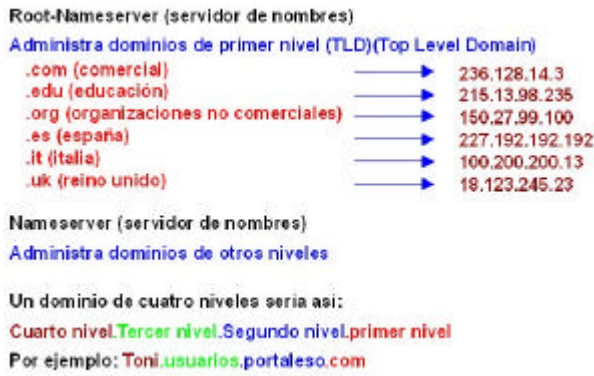 Root-Nameserver (servidor de nombres)
Administra dominios de primer nivel (TLD)(Top Level Domain)
.com (comercial) 236.128.14.3
.edu (educación) 215.13.98.235
.org (organizaciones no comerciales) 150.27.99.100
.es (españa) 227.192.192.192
.it (italia) 100.200.200.13
.uk (reino unido) 18.123.245.23
Nameserver (servidor de nombres)
Administra dominios de otros niveles
Un dominio de cuatro niveles seria asi:
Cuarto nivel.Tercer nivel.Segundo nivel.primer nivel
Por ejemplo: Toni.usuarios.portaleso.com